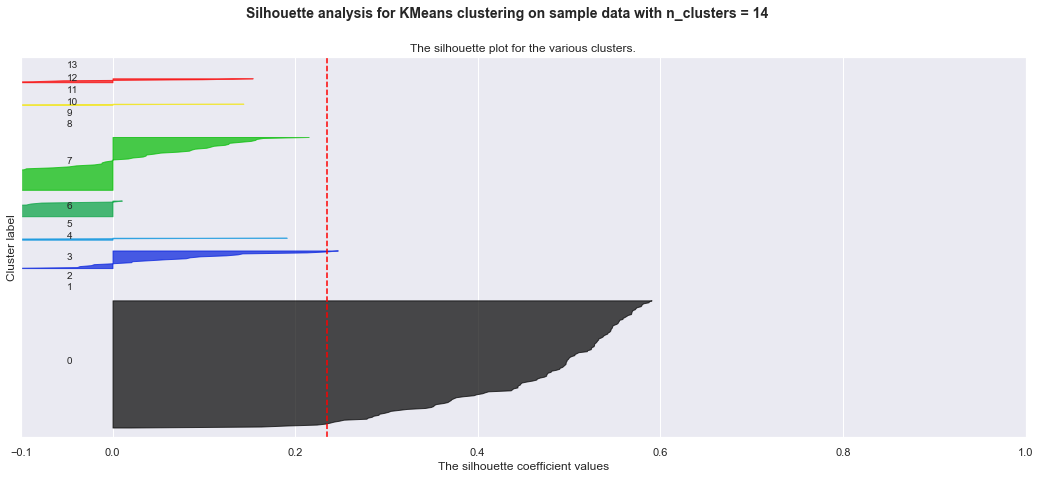 Silhouette analysis for KMeans clustering on sample data with n_clusters = 14
The silhouette plot for the various clusters.
13
12
11
10
9
8
7
6
5
4
3
2
1
0
Cluster label
−0.1 0.0 0.2 0.4 0.6 0.8 1.0
The silhouette coefficient values